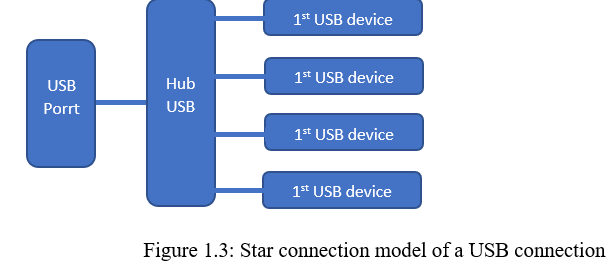 1st USB device
USB
Porrt
Hub
USB
1st USB device
1st USB device
1st USB device
Figure 1.3: Star connection model of a USB connection